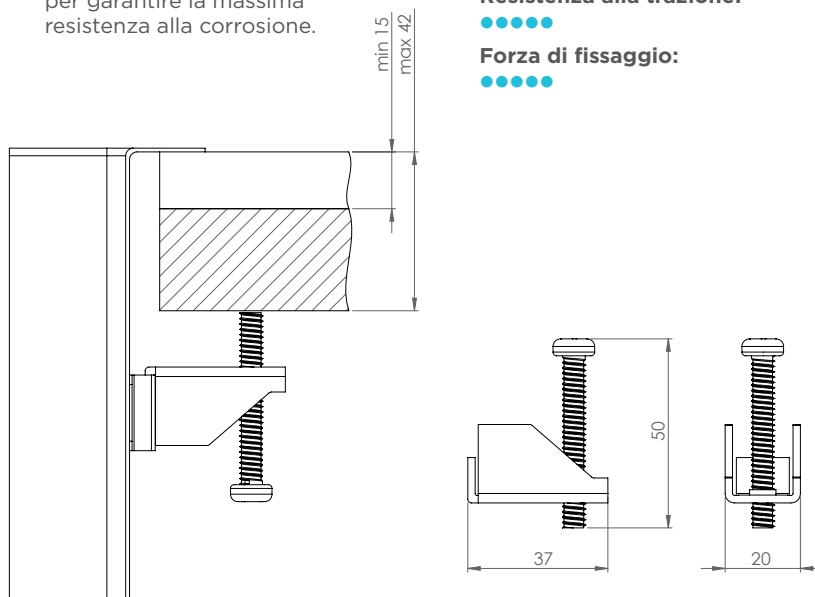 per garantire la massima
resistenza alla corrosione.
Resistenza alla trazione:
Forza di fissaggio:
min 15
max 42
50
37
20